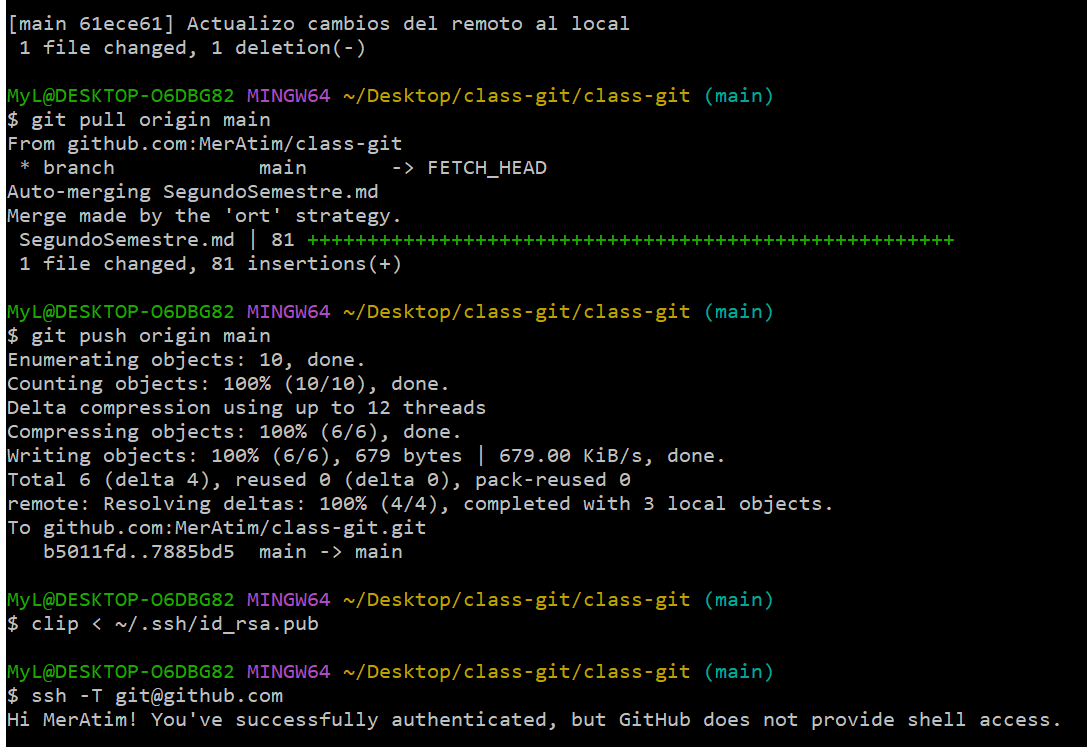 [main 61ece61] Actualizo cambios del remoto al local
 1 file changed, 1 deletion(-)
MyL@DESKTOP-O6DBG82 MINGW64 ~/Desktop/class-git/class-git (main)
$ git pull origin main
From github.com:MerAtim/class-git
 * branch            main       -> FETCH_HEAD
Auto-merging SegundoSemestre.md
Merge made by the 'ort' strategy.
 SegundoSemestre.md | 81 ++++++++++++++++++++++++++++++++++++++++++++++++++++++
 1 file changed, 81 insertions(+)
MyL@DESKTOP-O6DBG82 MINGW64 ~/Desktop/class-git/class-git (main)
$ git push origin main
Enumerating objects: 10, done.
Counting objects: 100% (10/10), done.
Delta compression using up to 12 threads
Compressing objects: 100% (6/6), done.
Writing objects: 100% (6/6), 679 bytes | 679.00 KiB/s, done.
Total 6 (delta 4), reused 0 (delta 0), pack-reused 0
remote: Resolving deltas: 100% (4/4), completed with 3 local objects.
To github.com:MerAtim/class-git.git
   b5011fd..7885bd5  main -> main
MyL@DESKTOP-O6DBG82 MINGW64 ~/Desktop/class-git/class-git (main)
$ clip < ~/.ssh/id_rsa.pub
MyL@DESKTOP-O6DBG82 MINGW64 ~/Desktop/class-git/class-git (main)
$ ssh -T git@github.com
Hi MerAtim! You've successfully authenticated, but GitHub does not provide shell access.